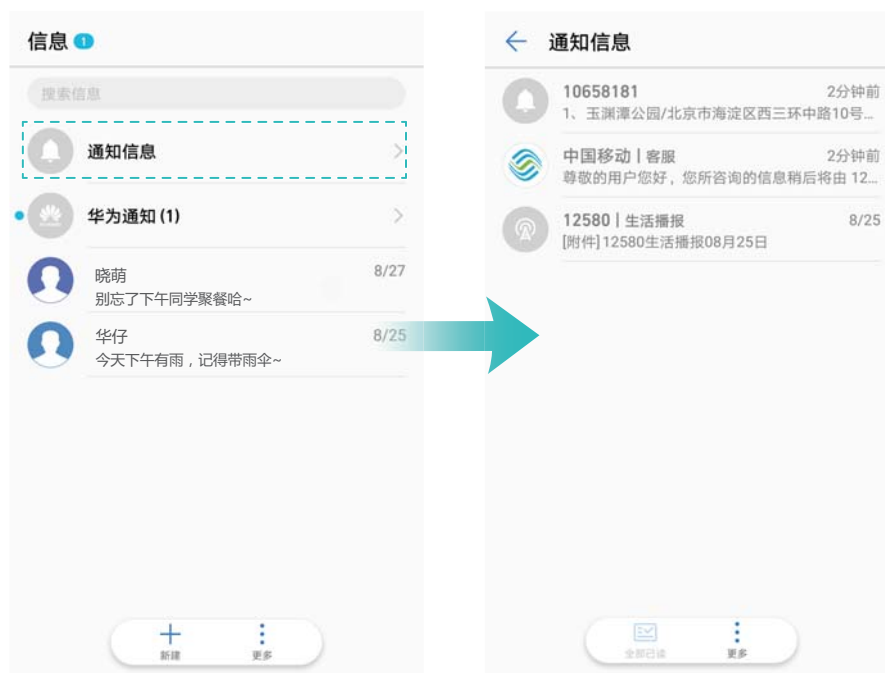 信息 1
搜索信息
通知信息
华为通知 (1)
晓萌 8/27
别忘了下午同学聚餐哈~
华仔 8/25
今天下午有雨，记得带雨伞~
新建 更多
通知信息
10658181 2分钟前
1、玉渊潭公园/北京市海淀区西三环中路10号...
中国移动 | 客服 2分钟前
尊敬的用户您好，您所咨询的信息稍后将由 12...
12580 | 生活播报 8/25
[附件]12580生活播报08月25日
全部已读 更多